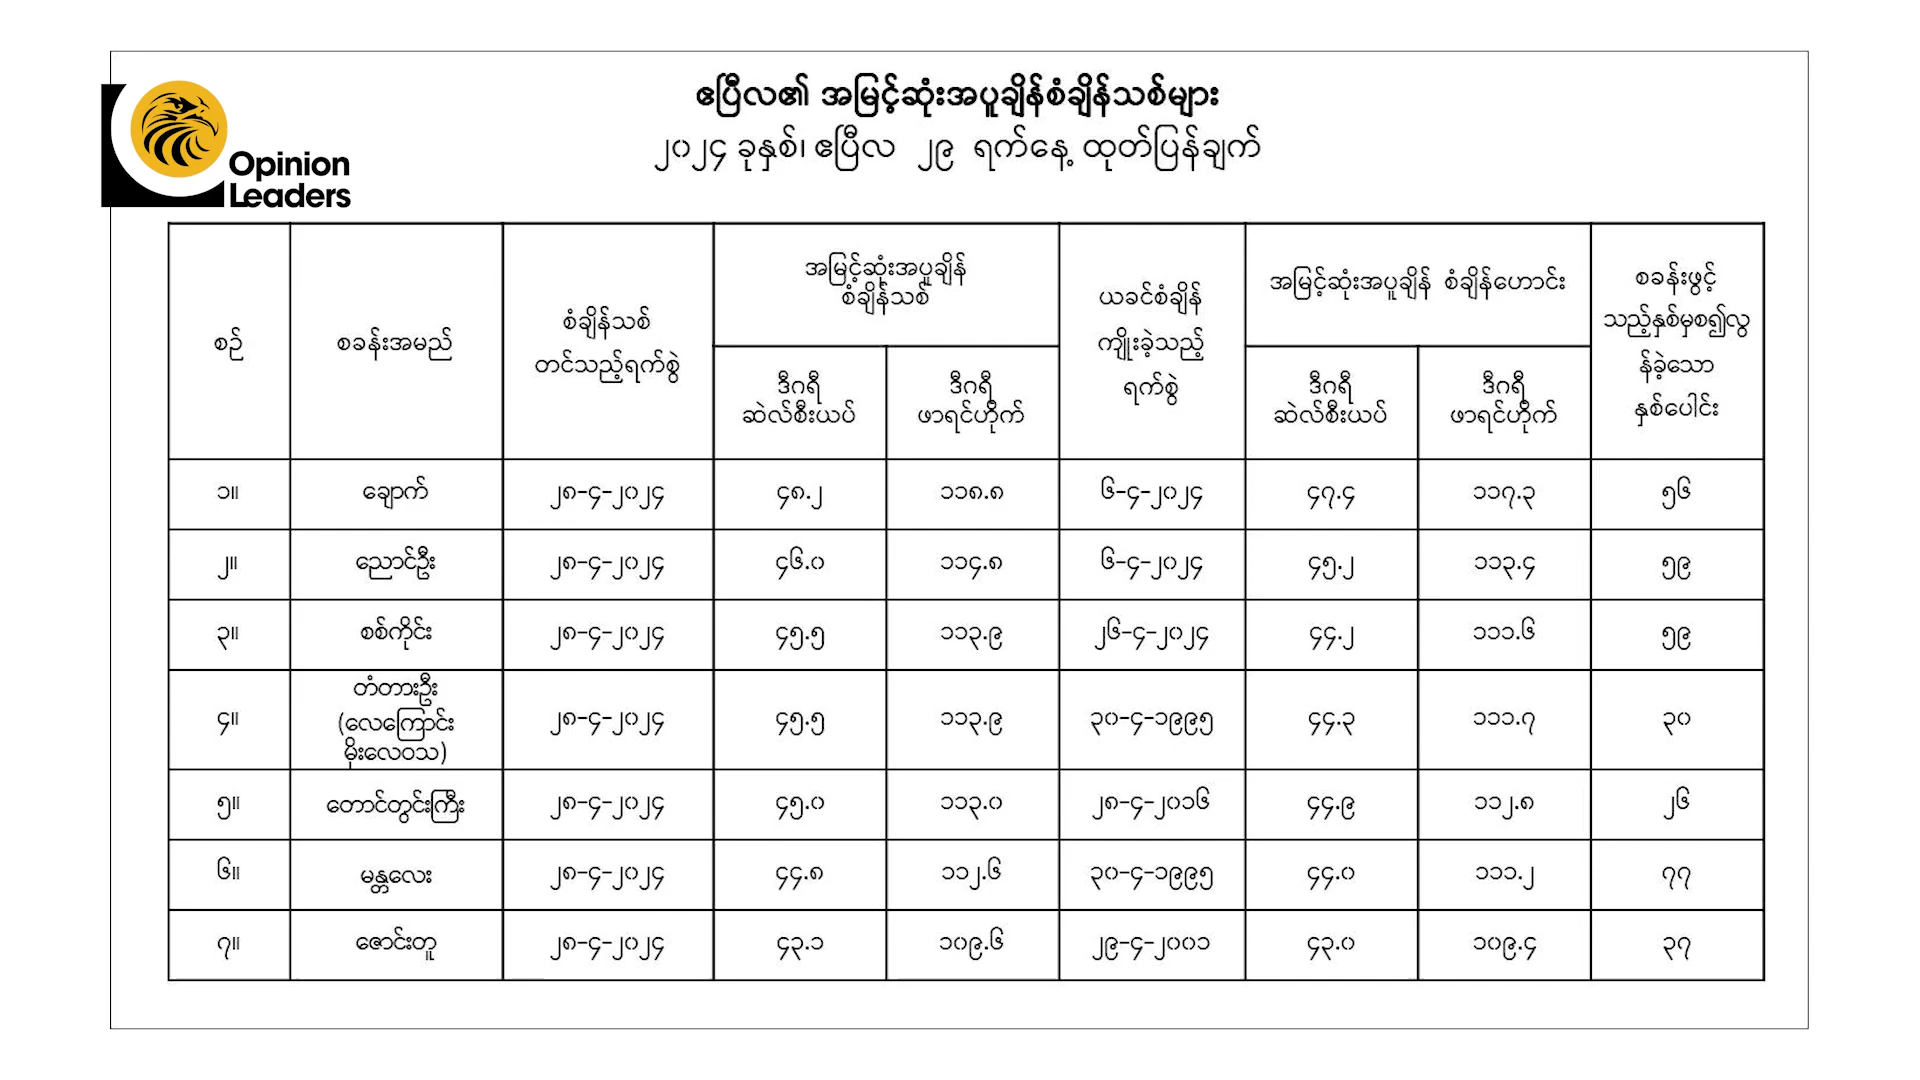 Opinion
Leaders
ဧပြီလ၏ အမြင့်ဆုံးအပူချိန်စံချိန်သစ်များ
၂၀၂၄ ခုနှစ်၊ ဧပြီလ ၂၉ ရက်နေ့ ထုတ်ပြန်ချက်
စဉ်
စခန်းအမည်
စံချိန်သစ်
တင်သည့်ရက်စွဲ
အမြင့်ဆုံးအပူချိန်
စံချိန်သစ်
ဒီဂရီ
ဆဲလ်စီးယပ်
ဒီဂရီ
ဖာရင်ဟိုက်
ယခင်စံချိန်
ကျိုးခဲ့သည့်
ရက်စွဲ
အမြင့်ဆုံးအပူချိန် စံချိန်ဟောင်း
ဒီဂရီ
ဆဲလ်စီးယပ်
ဒီဂရီ
ဖာရင်ဟိုက်
စခန်းဖွင့်
သည့်နှစ်မှစ၍လွ
န်ခဲ့သော
နှစ်ပေါင်း
၁။ ချောက် ၂၈-၄-၂၀၂၄ ၄၈.၂ ၁၁၈.၈ ၆-၄-၂၀၂၄ ၄၇.၄ ၁၁၇.၃ ၅၆
၂။ ညောင်ဦး ၂၈-၄-၂၀၂၄ ၄၆.၀ ၁၁၄.၈ ၆-၄-၂၀၂၄ ၄၅.၂ ၁၁၃.၄ ၅၉
၃။ စစ်ကိုင်း ၂၈-၄-၂၀၂၄ ၄၅.၅ ၁၁၃.၉ ၂၆-၄-၂၀၂၄ ၄၄.၂ ၁၁၁.၆ ၅၉
၄။ တံတားဦး
(လေကြောင်း
မိုးလေဝသ)
၂၈-၄-၂၀၂၄ ၄၅.၅ ၁၁၃.၉ ၃၀-၄-၁၉၉၅ ၄၄.၃ ၁၁၁.၇ ၃၀
၅။ တောင်တွင်းကြီး ၂၈-၄-၂၀၂၄ ၄၅.၀ ၁၁၃.၀ ၂၈-၄-၂၀၁၆ ၄၄.၉ ၁၁၂.၈ ၂၆
၆။ မန္တလေး ၂၈-၄-၂၀၂၄ ၄၄.၈ ၁၁၂.၆ ၃၀-၄-၁၉၉၅ ၄၄.၀ ၁၁၁.၂ ၇၇
၇။ ဇောင်းတူ ၂၈-၄-၂၀၂၄ ၄၃.၁ ၁၀၉.၆ ၂၉-၄-၂၀၀၁ ၄၃.၀ ၁၀၉.၄ ၃၇